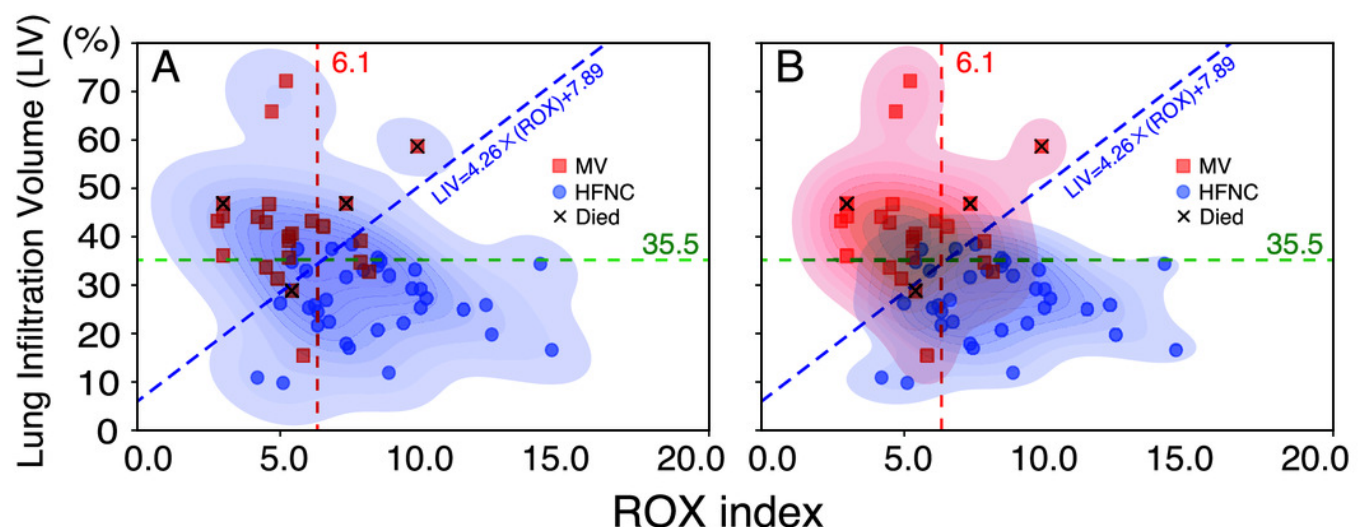 Lung Infiltration Volume (LIV) (%)
A
6.1
LIV=4.26×(ROX)+7.89
MV
HFNC
Died
35.5
70
60
50
40
30
20
10
0
0.0 5.0 10.0 15.0 20.0
B
6.1
LIV=4.26×(ROX)+7.89
MV
HFNC
Died
35.5
0.0 5.0 10.0 15.0 20.0
ROX index